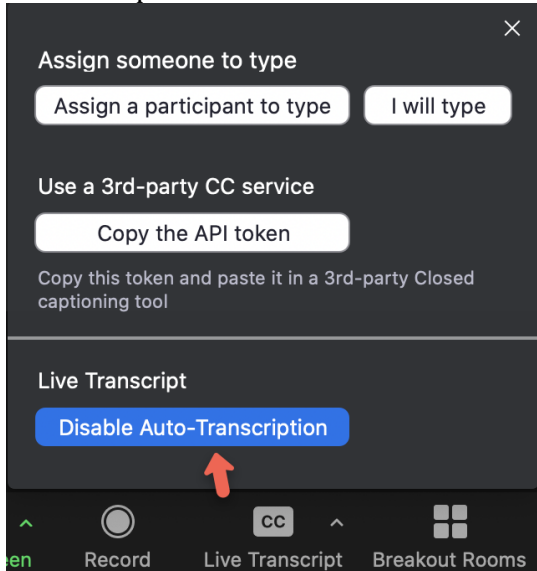 Assign someone to type
Assign a participant to type I will type
Use a 3rd-party CC service
Copy the API token
Copy this token and paste it in a 3rd-party Closed
captioning tool
Live Transcript
Disable Auto-Transcription
CC
een Record Live Transcript Breakout Rooms